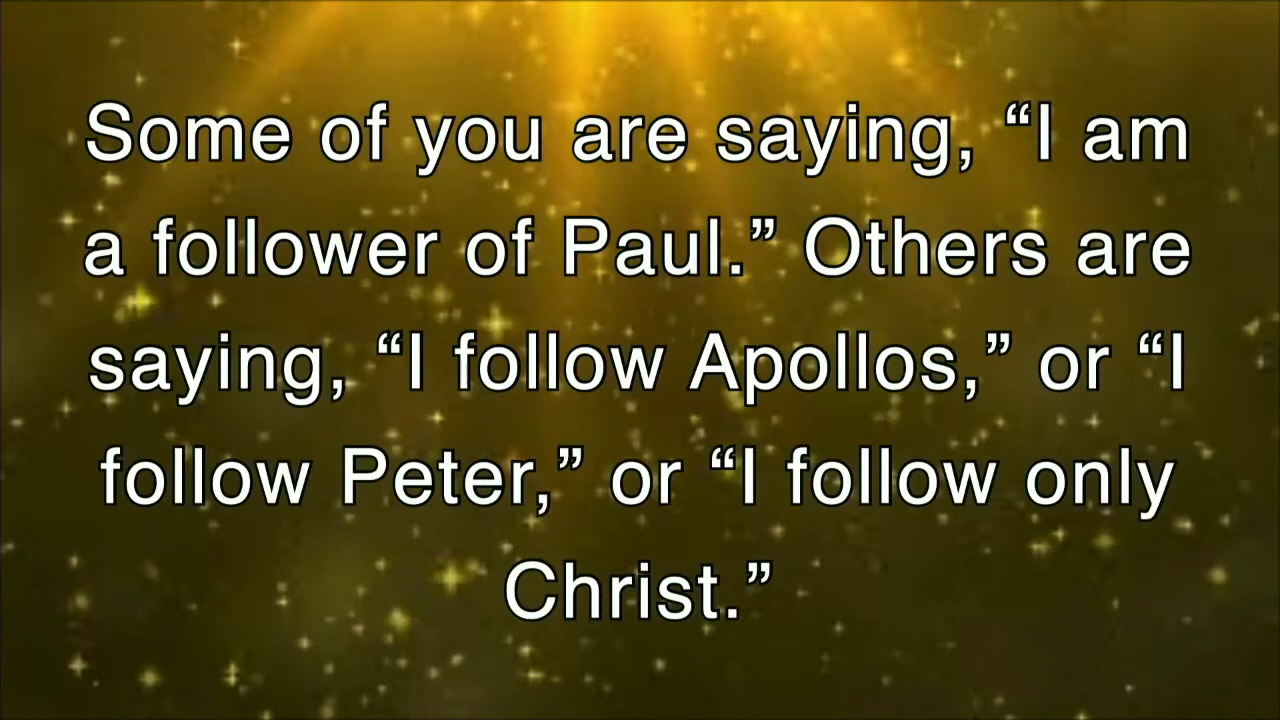 Some of you are saying, “I am
a follower of Paul.” Others are
saying, “I follow Apollos,” or “I
follow Peter,” or “I follow only
Christ.”